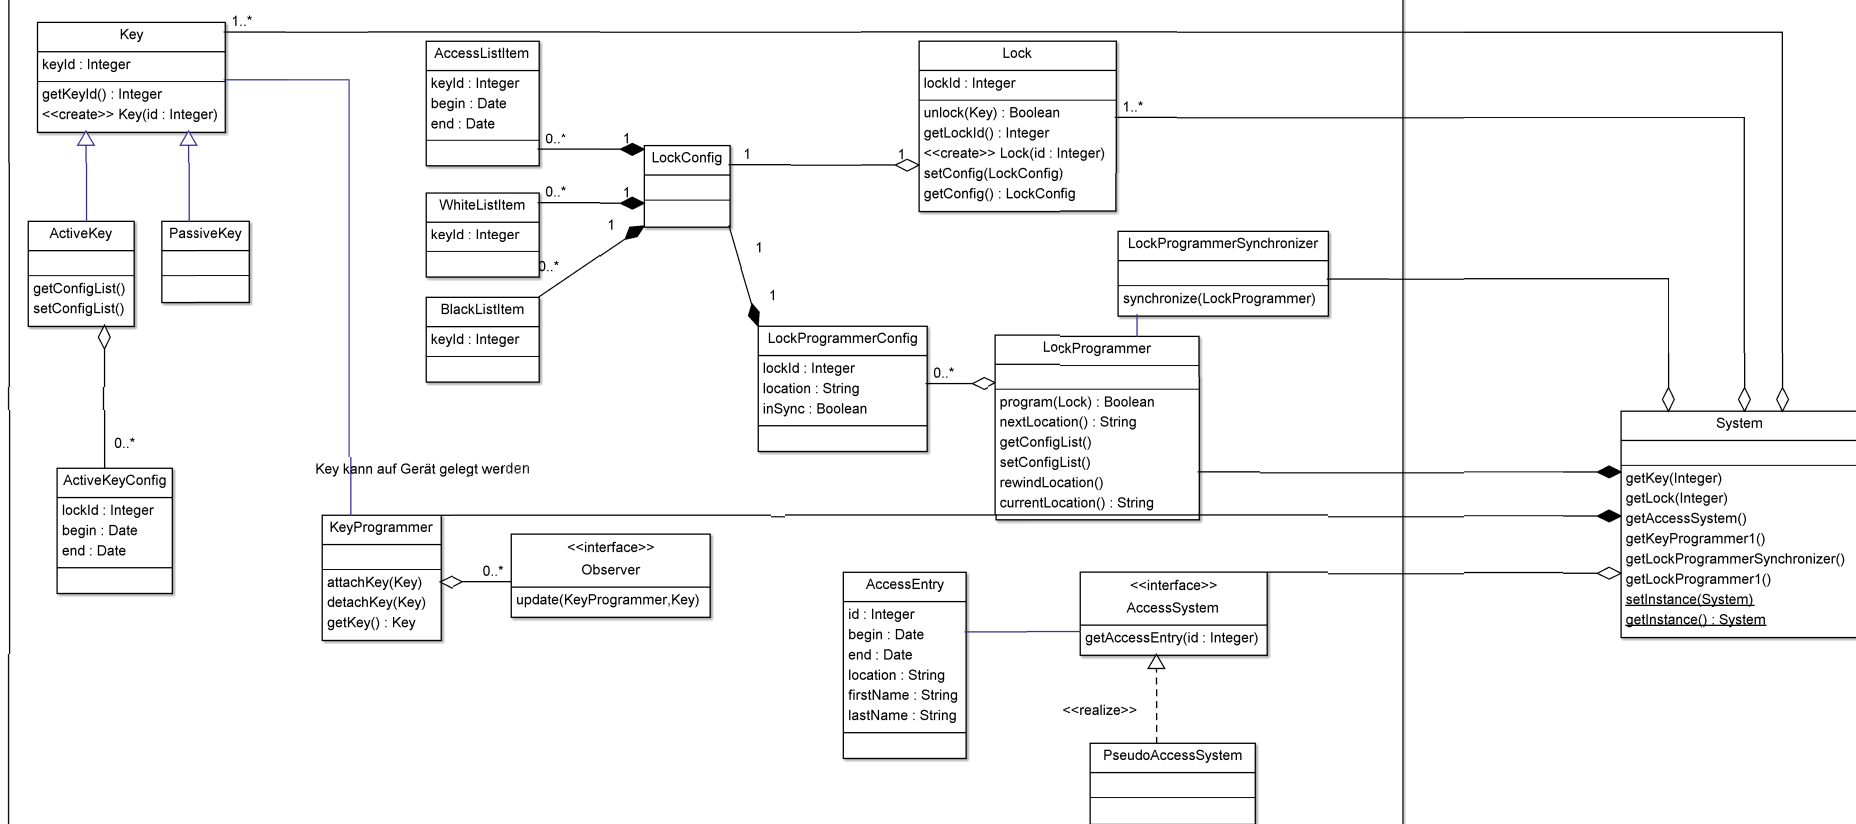 Key
keyId : Integer
getKeyId() : Integer
<<create>> Key(id : Integer)
1..*
ActiveKey
getConfigList()
setConfigList()
PassiveKey
0..*
ActiveKeyConfig
lockId : Integer
begin : Date
end : Date
AccessListItem
keyId : Integer
begin : Date
end : Date
0..*
1
WhiteListItem
keyId : Integer
0..*
1
BlackListItem
keyId : Integer
0..*
1
LockConfig
1
1
Lock
lockId : Integer
unlock(Key) : Boolean
getLockId() : Integer
<<create>> Lock(id : Integer)
setConfig(LockConfig)
getConfig() : LockConfig
1..*
1
1
LockProgrammerConfig
lockId : Integer
location : String
inSync : Boolean
0..*
LockProgrammerSynchronizer
synchronize(LockProgrammer)
LockProgrammer
program(Lock) : Boolean
nextLocation() : String
getConfigList()
setConfigList()
rewindLocation()
currentLocation() : String
Key kann auf Gerät gelegt werden
KeyProgrammer
attachKey(Key)
detachKey(Key)
getKey() : Key
0..*
<<interface>>
Observer
update(KeyProgrammer,Key)
AccessEntry
id : Integer
begin : Date
end : Date
location : String
firstName : String
lastName : String
<<interface>>
AccessSystem
getAccessEntry(id : Integer)
<<realize>>
PseudoAccessSystem
System
getKey(Integer)
getLock(Integer)
getAccessSystem()
getKeyProgrammer1()
getLockProgrammerSynchronizer()
getLockProgrammer1()
setInstance(System)
getInstance() : System